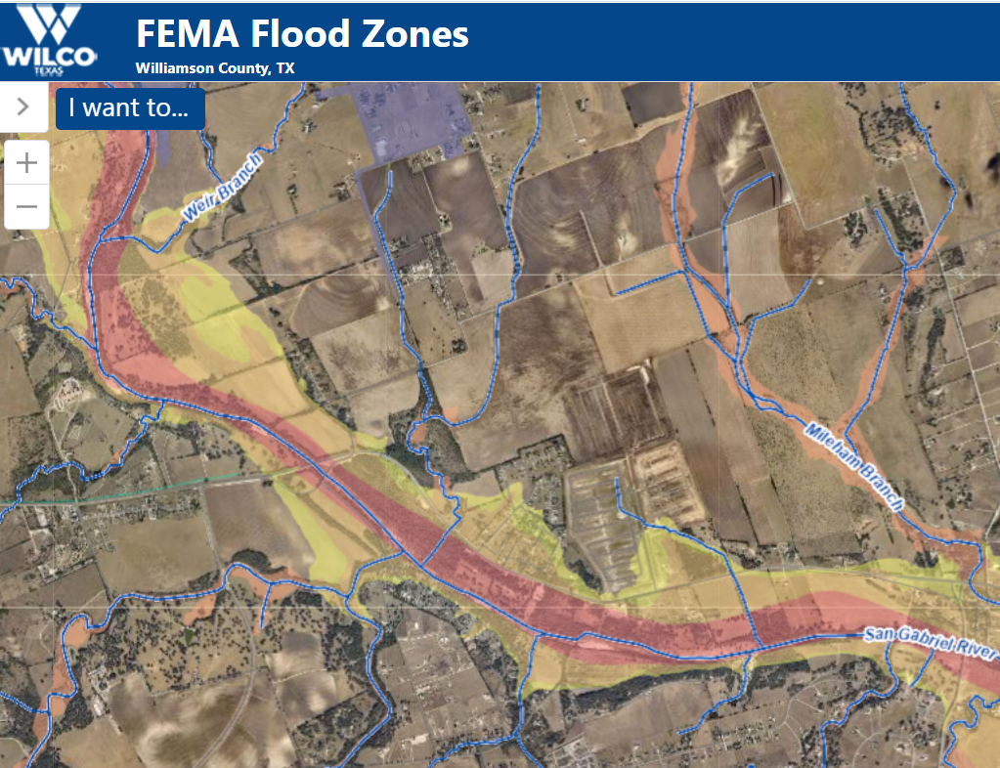 WILCO
TEXAS
FEMA Flood Zones
Williamson County, TX
I want to...
Weir Branch
Mileham Branch
San Gabriel River